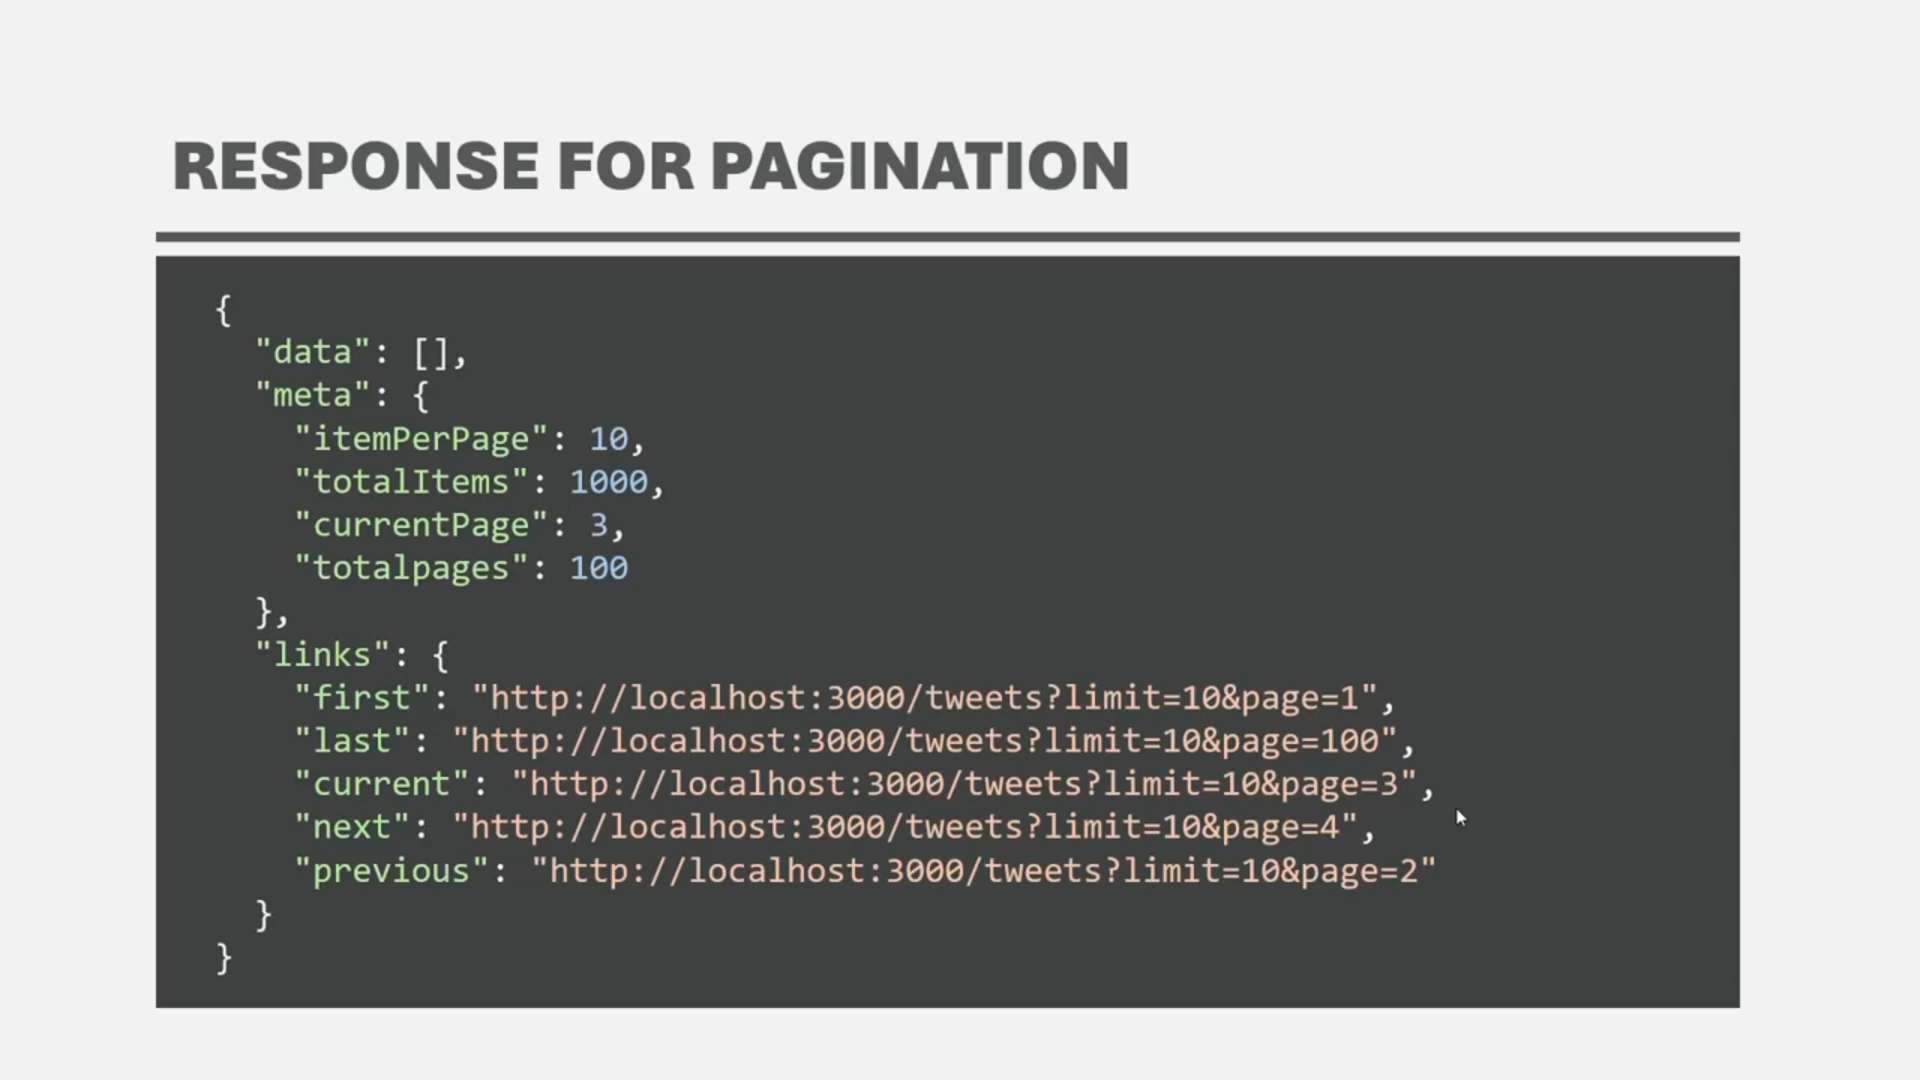 RESPONSE FOR PAGINATION
{
"data": [],
"meta": {
"itemPerPage": 10,
"totalItems": 1000,
"currentPage": 3,
"totalpages": 100
},
"links": {
"first": "http://localhost:3000/tweets?limit=10&page=1",
"last": "http://localhost:3000/tweets?limit=10&page=100",
"current": "http://localhost:3000/tweets?limit=10&page=3",
"next": "http://localhost:3000/tweets?limit=10&page=4",
"previous": "http://localhost:3000/tweets?limit=10&page=2"
}
}